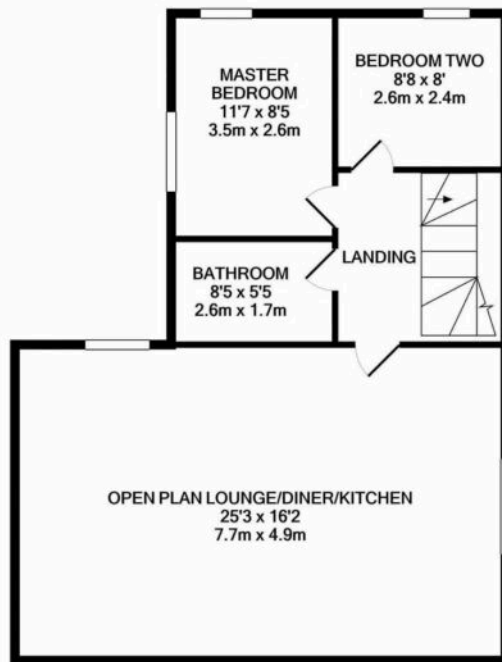 MASTER
BEDROOM
11'7 x 8'5
3.5m x 2.6m
BEDROOM TWO
8'8 x 8'
2.6m x 2.4m
BATHROOM
8'5 x 5'5
2.6m x 1.7m
LANDING
OPEN PLAN LOUNGE/DINER/KITCHEN
25'3 x 16'2
7.7m x 4.9m